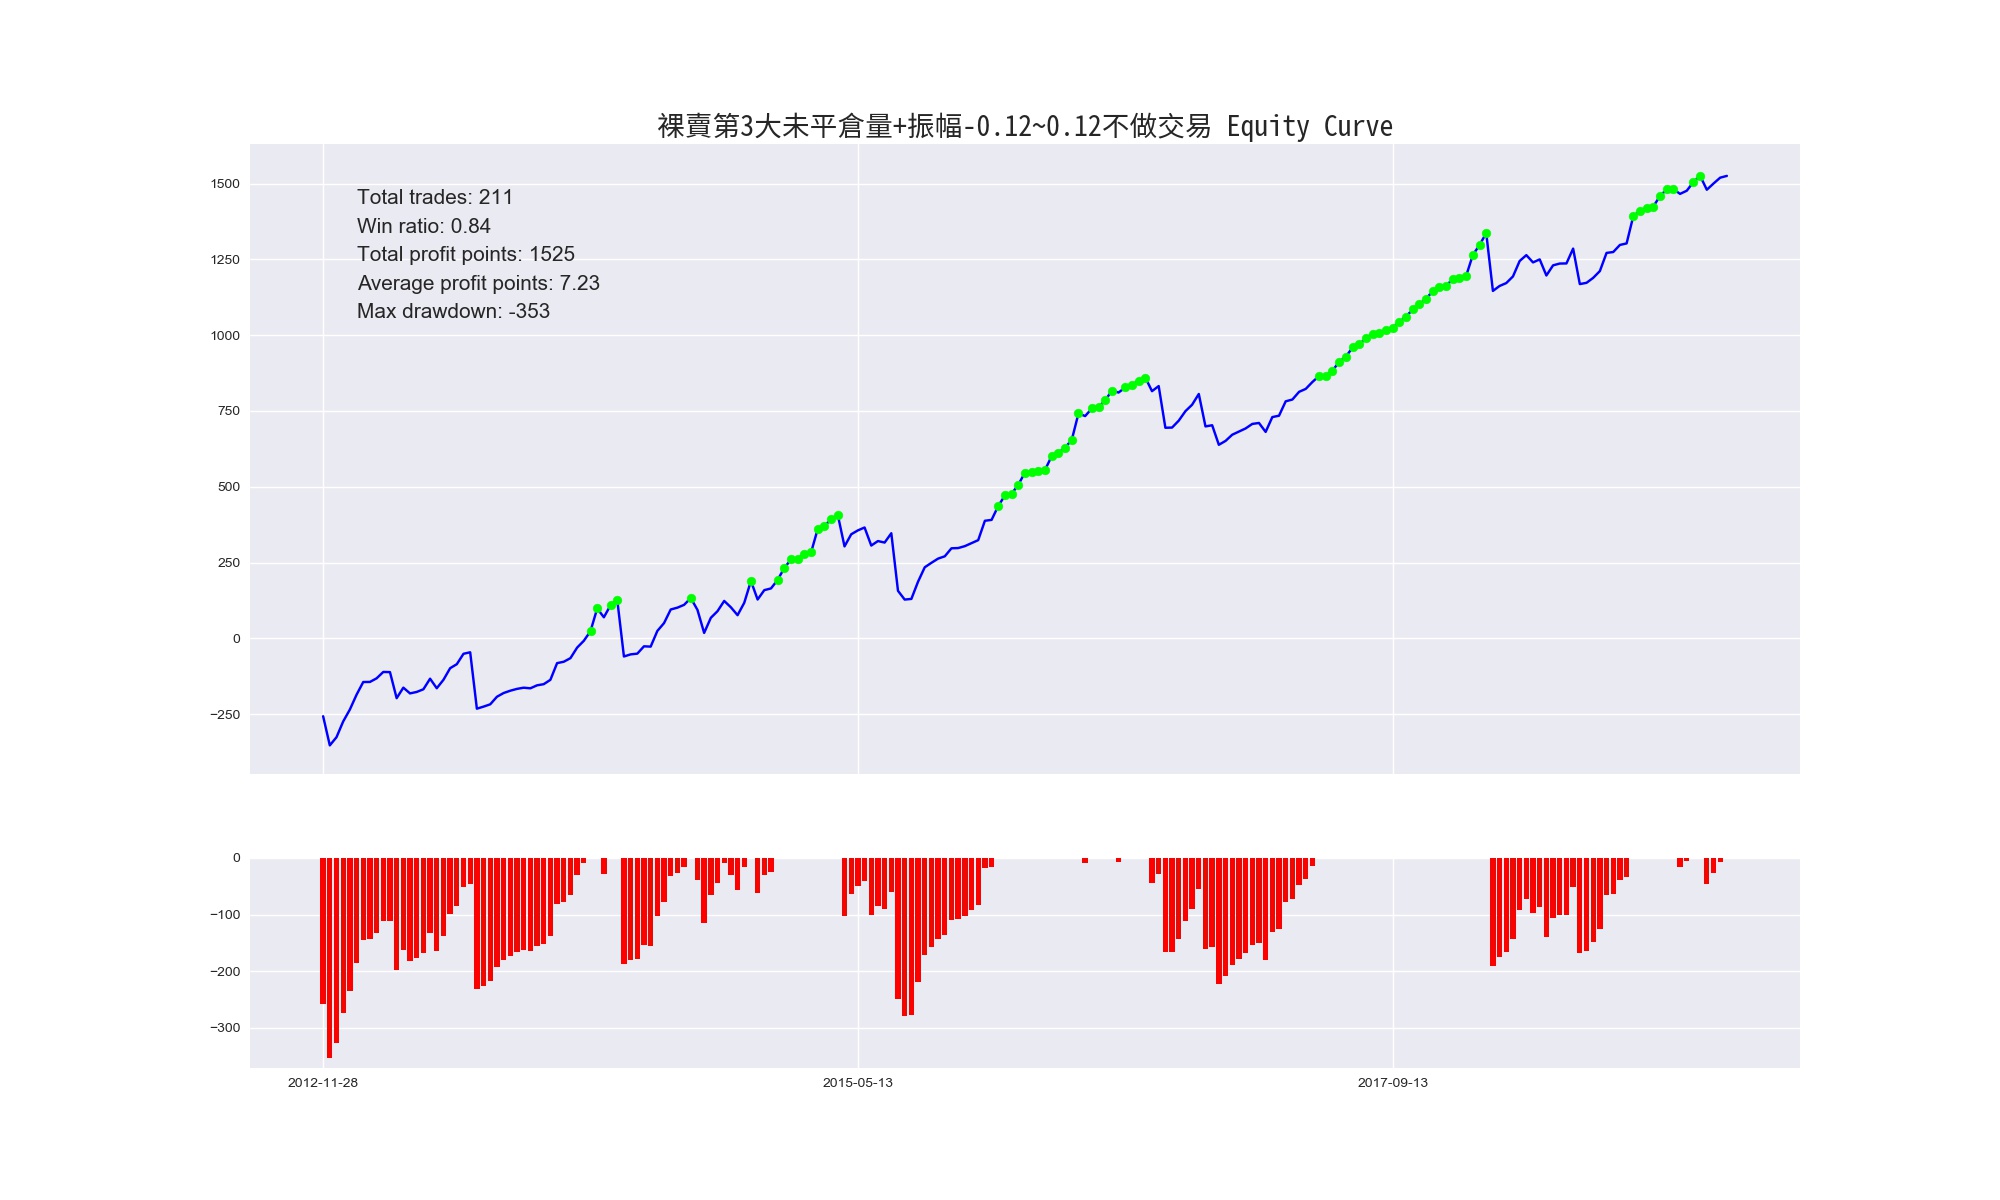 裸賣第3大未平倉量+振幅-0.12~0.12不做交易 Equity Curve
1500
1250
1000
750
500
250
0
−250
Total trades: 211
Win ratio: 0.84
Total profit points: 1525
Average profit points: 7.23
Max drawdown: -353
0
−100
−200
−300
2012-11-28
2015-05-13
2017-09-13